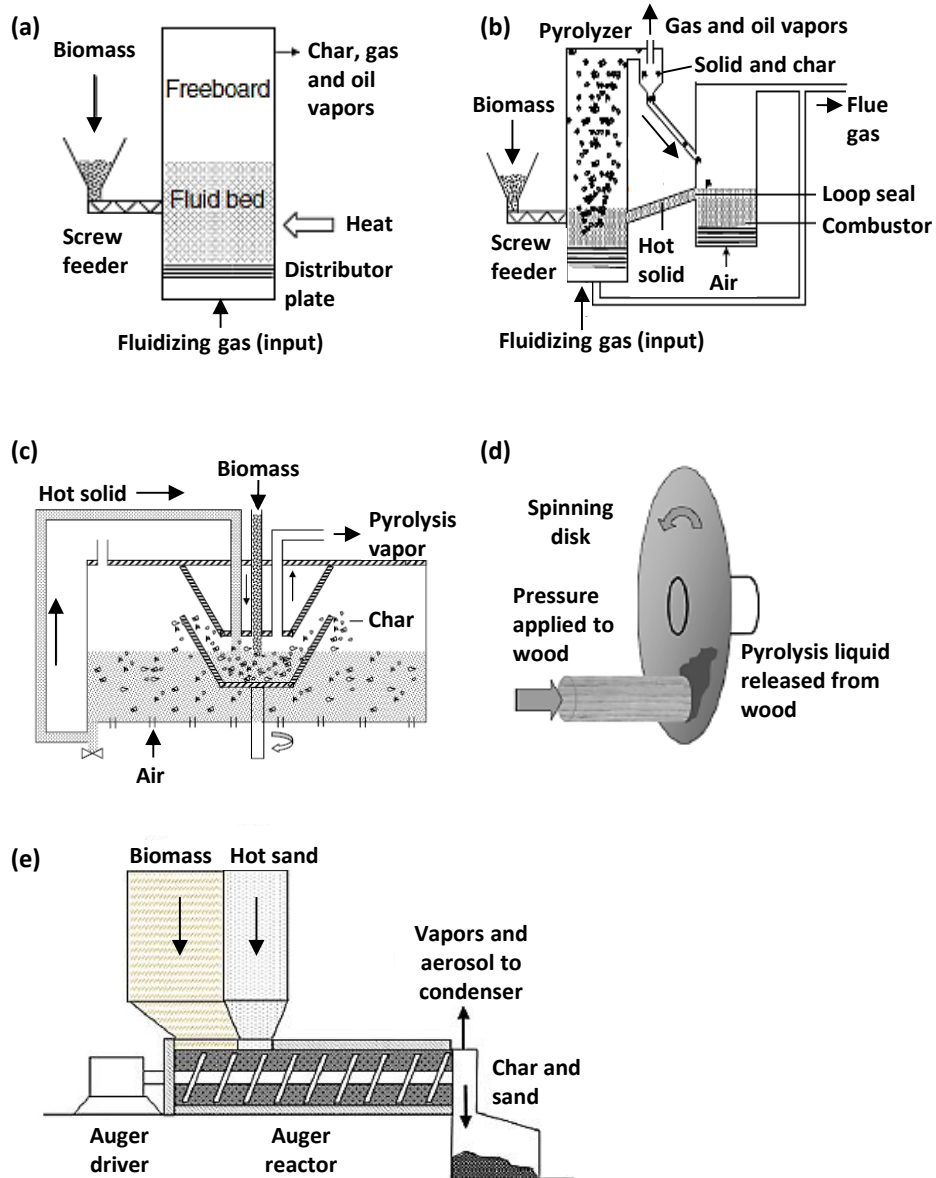 (a)
Biomass
Freeboard
Char, gas
and oil
vapors
Fluid bed
Heat
Screw
feeder
Distributor
plate
Fluidizing gas (input)
(b)
Pyrolyzer
Gas and oil vapors
Solid and char
Biomass
Flue
gas
Loop seal
Combustor
Screw
feeder
Hot
solid
Air
Fluidizing gas (input)
(c)
Biomass
Hot solid
Pyrolysis
vapor
Char
Air
(d)
Spinning
disk
Pressure
applied to
wood
Pyrolysis liquid
released from
wood
(e)
Biomass
Hot sand
Vapors and
aerosol to
condenser
Char and
sand
Auger
driver
Auger
reactor